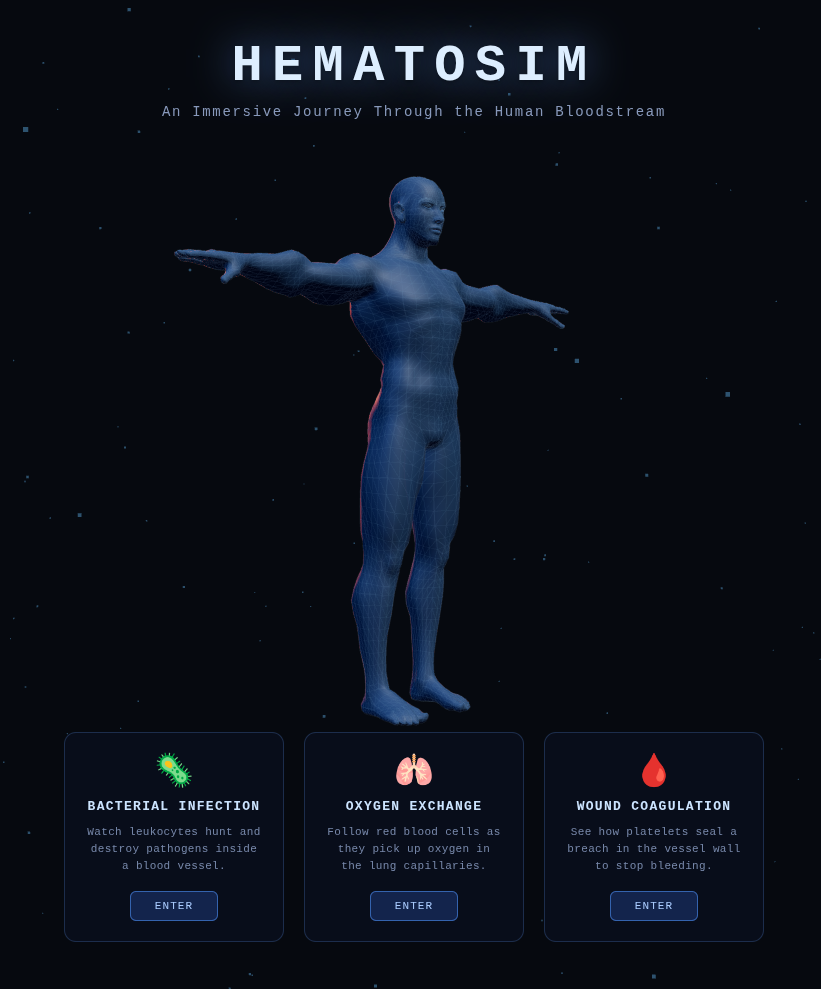 HEMATOSIM
An Immersive Journey Through the Human Bloodstream
BACTERIAL INFECTION
Watch leukocytes hunt and
destroy pathogens inside
a blood vessel.
ENTER
OXYGEN EXCHANGE
Follow red blood cells as
they pick up oxygen in
the lung capillaries.
ENTER
WOUND COAGULATION
See how platelets seal a
breach in the vessel wall
to stop bleeding.
ENTER